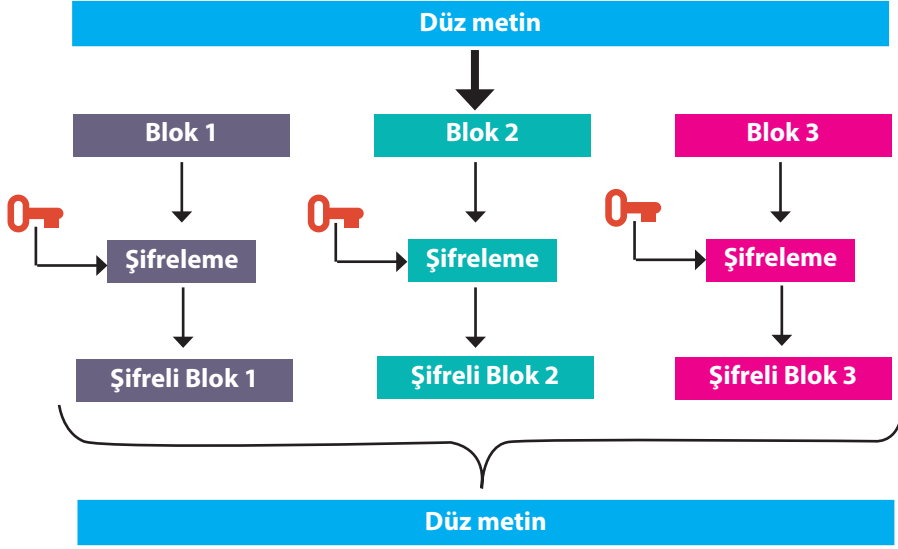 Düz metin
Blok 1
Blok 2
Blok 3
Şifreleme
Şifreleme
Şifreleme
Şifreli Blok 1
Şifreli Blok 2
Şifreli Blok 3
Düz metin